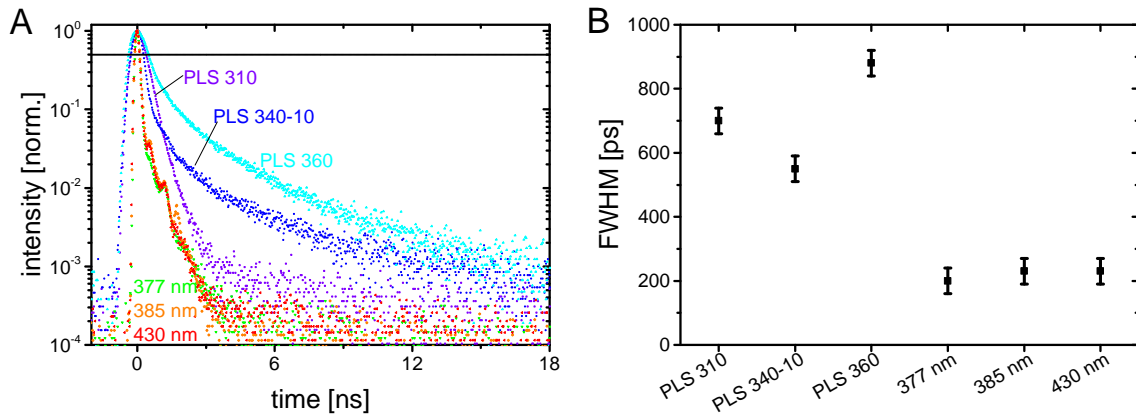 A
intensity [norm.]
10^0
10^-1
10^-2
10^-3
10^-4
PLS 310
PLS 340-10
PLS 360
377 nm
385 nm
430 nm
0 6 12 18
time [ns]
B
FWHM [ps]
1000
800
600
400
200
0
PLS 310
PLS 340-10
PLS 360
377 nm
385 nm
430 nm